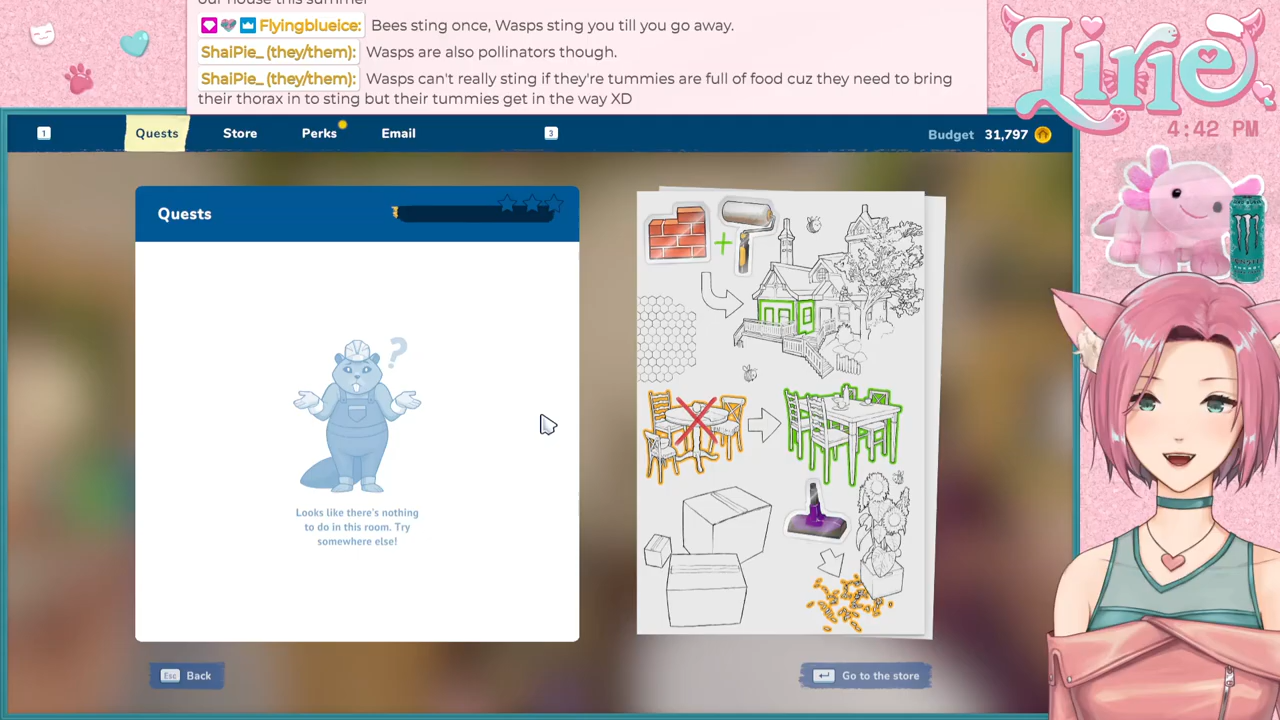 our house this summer
Flyingblueice: Bees sting once, Wasps sting you till you go away.
ShaiPie_ (they/them): Wasps are also pollinators though.
ShaiPie_ (they/them): Wasps can't really sting if they're tummies are full of food cuz they need to bring
their thorax in to sting but their tummies get in the way XD
Lirie
4:42 PM
1 Quests Store Perks Email 3 Budget 31,797
Quests
?
Looks like there's nothing
to do in this room. Try
somewhere else!
Esc Back
Go to the store